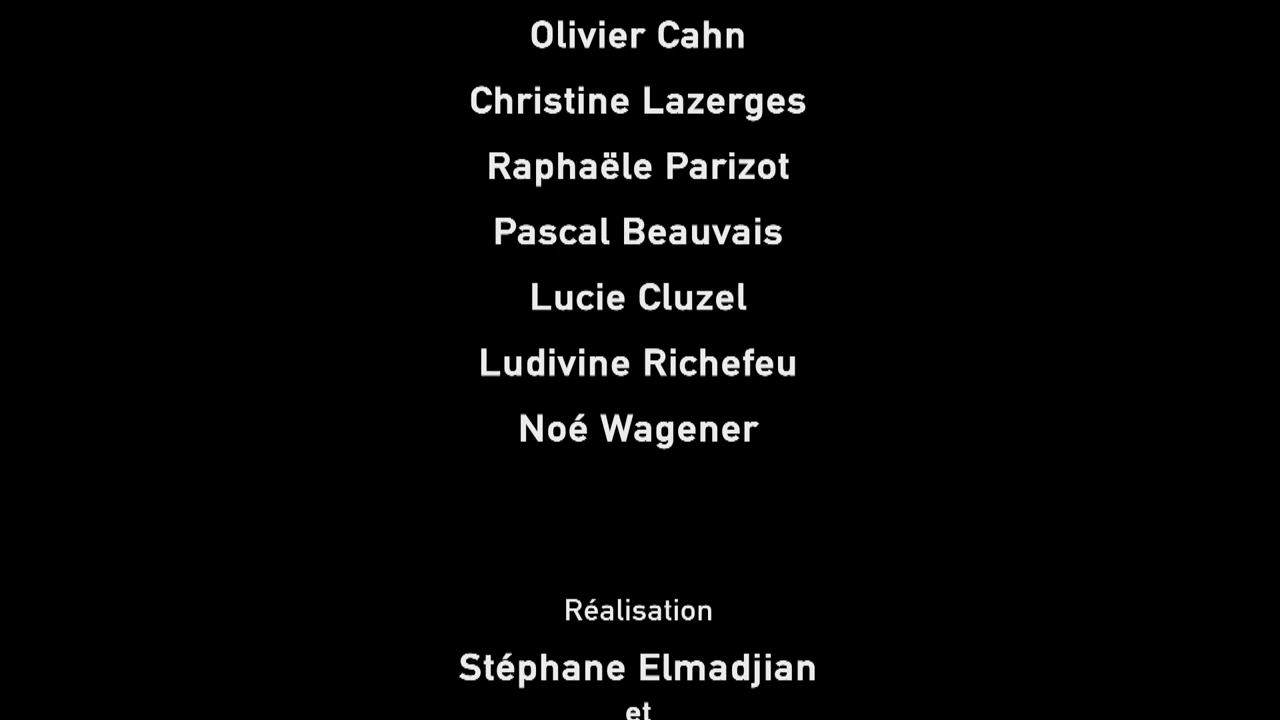 Olivier Cahn
Christine Lazerges
Raphaële Parizot
Pascal Beauvais
Lucie Cluzel
Ludivine Richefeu
Noé Wagener
Réalisation
Stéphane Elmadjian
et